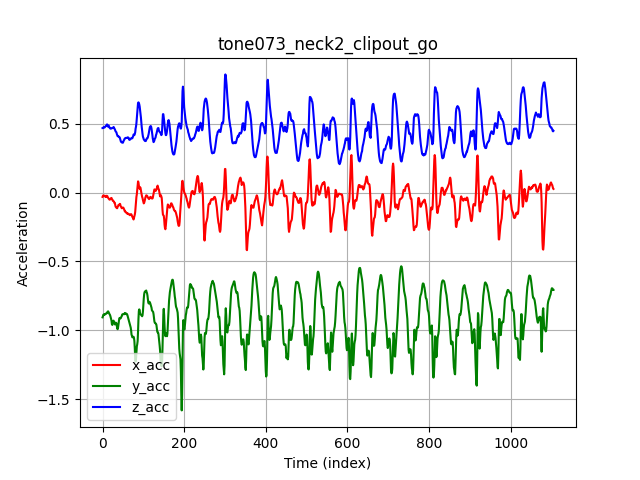 tone073_neck2_clipout_go
Acceleration
0.5
0.0
−0.5
−1.0
−1.5
x_acc
y_acc
z_acc
0 200 400 600 800 1000
Time (index)